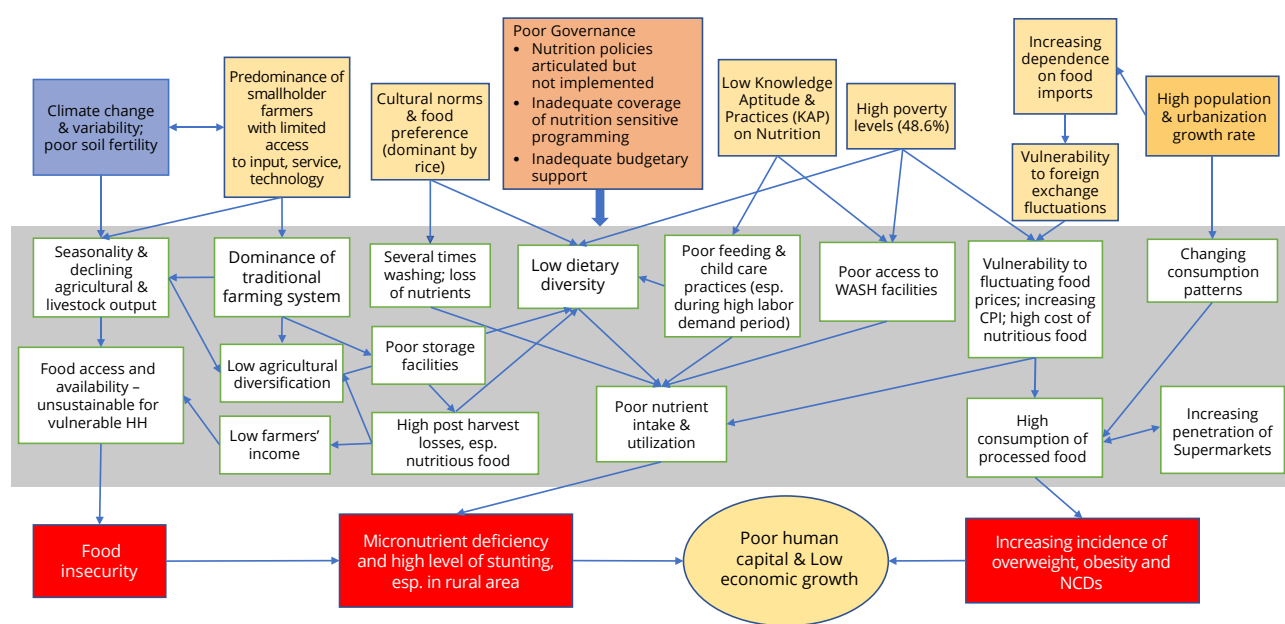 Climate change
& variability;
poor soil fertility
Predominance of
smallholder
farmers
with limited
access
to input, service,
technology
Cultural norms
& food
preference
(dominant by
rice)
Poor Governance
• Nutrition policies
articulated but
not implemented
• Inadequate coverage
of nutrition sensitive
programming
• Inadequate budgetary
support
Low Knowledge
Aptitude &
Practices (KAP)
on Nutrition
High poverty
levels (48.6%)
Increasing
dependence
on food
imports
High population
& urbanization
growth rate
Vulnerability
to foreign
exchange
fluctuations
Seasonality &
declining
agricultural &
livestock output
Dominance of
traditional
farming system
Several times
washing; loss
of nutrients
Low dietary
diversity
Poor feeding &
child care
practices (esp.
during high labor
demand period)
Poor access to
WASH facilities
Vulnerability to
fluctuating food
prices; increasing
CPI; high cost of
nutritious food
Changing
consumption
patterns
Food access and
availability –
unsustainable for
vulnerable HH
Low agricultural
diversification
Poor storage
facilities
Low farmers’
income
High post harvest
losses, esp.
nutritious food
Poor nutrient
intake &
utilization
High
consumption of
processed food
Increasing
penetration of
Supermarkets
Food
insecurity
Micronutrient deficiency
and high level of stunting,
esp. in rural area
Poor human
capital & Low
economic growth
Increasing incidence of
overweight, obesity and
NCDs